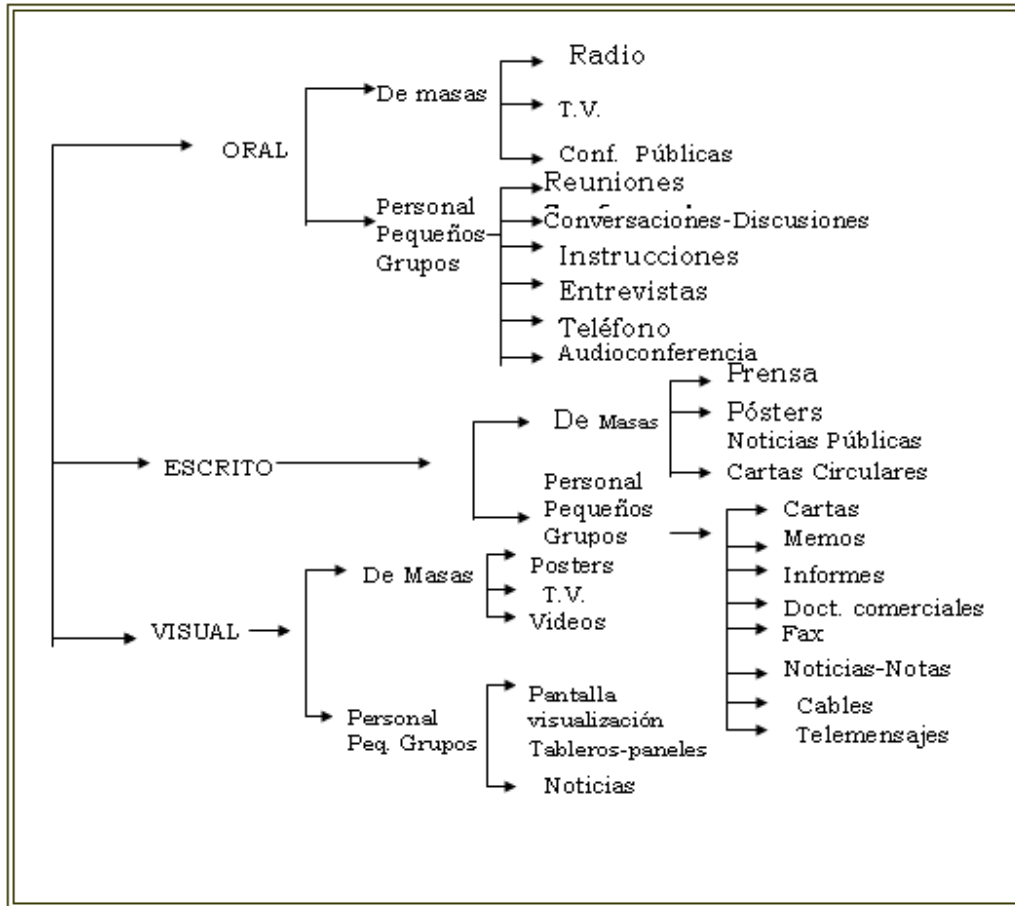 ORAL
De masas
Radio
T.V.
Conf. Públicas
Personal
Pequeños
Grupos
Reuniones
Conversaciones-Discusiones
Instrucciones
Entrevistas
Teléfono
Audioconferencia
ESCRITO
De Masas
Prensa
Pósters
Noticias Públicas
Cartas Circulares
Personal
Pequeños
Grupos
Cartas
Memos
Informes
Doct. comerciales
Fax
Noticias-Notas
Cables
Telemensajes
VISUAL
De Masas
Posters
T.V.
Videos
Personal
Peq. Grupos
Pantalla
visualización
Tableros-paneles
Noticias